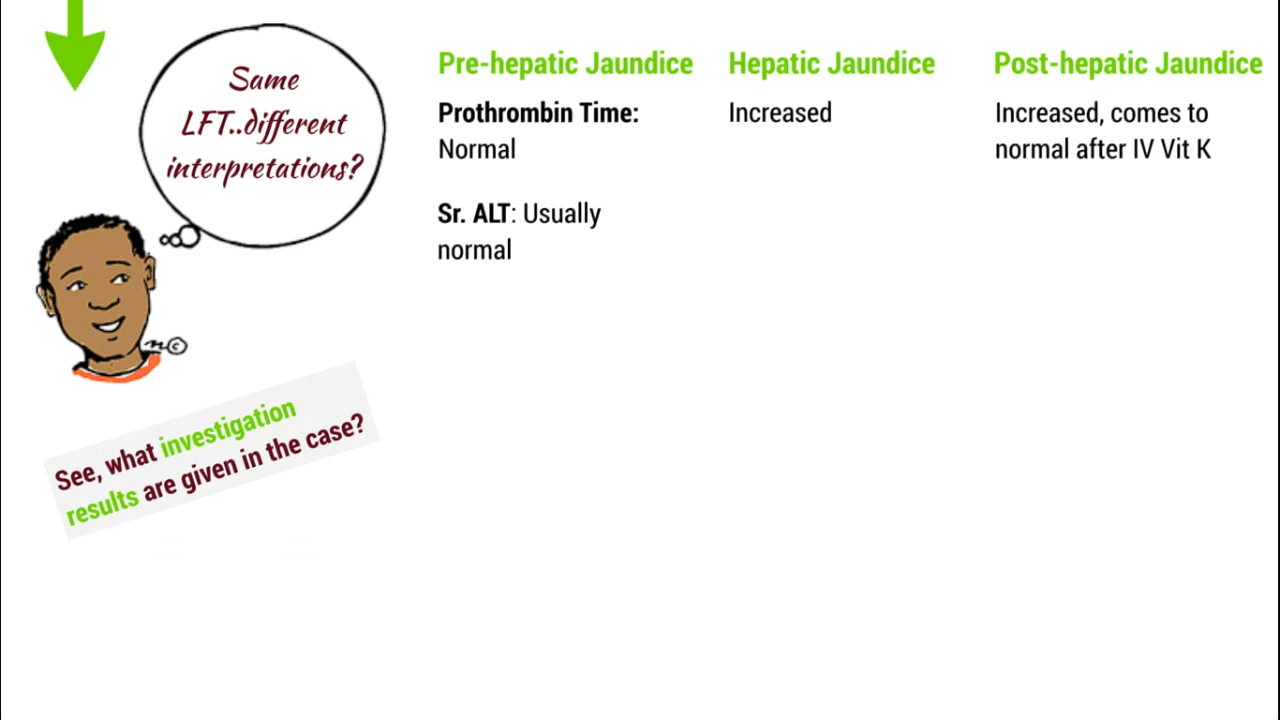 Same
LFT..different
interpretations?
See, what investigation
results are given in the case?
Pre-hepatic Jaundice
Prothrombin Time:
Normal
Sr. ALT: Usually
normal
Hepatic Jaundice
Increased
Post-hepatic Jaundice
Increased, comes to
normal after IV Vit K